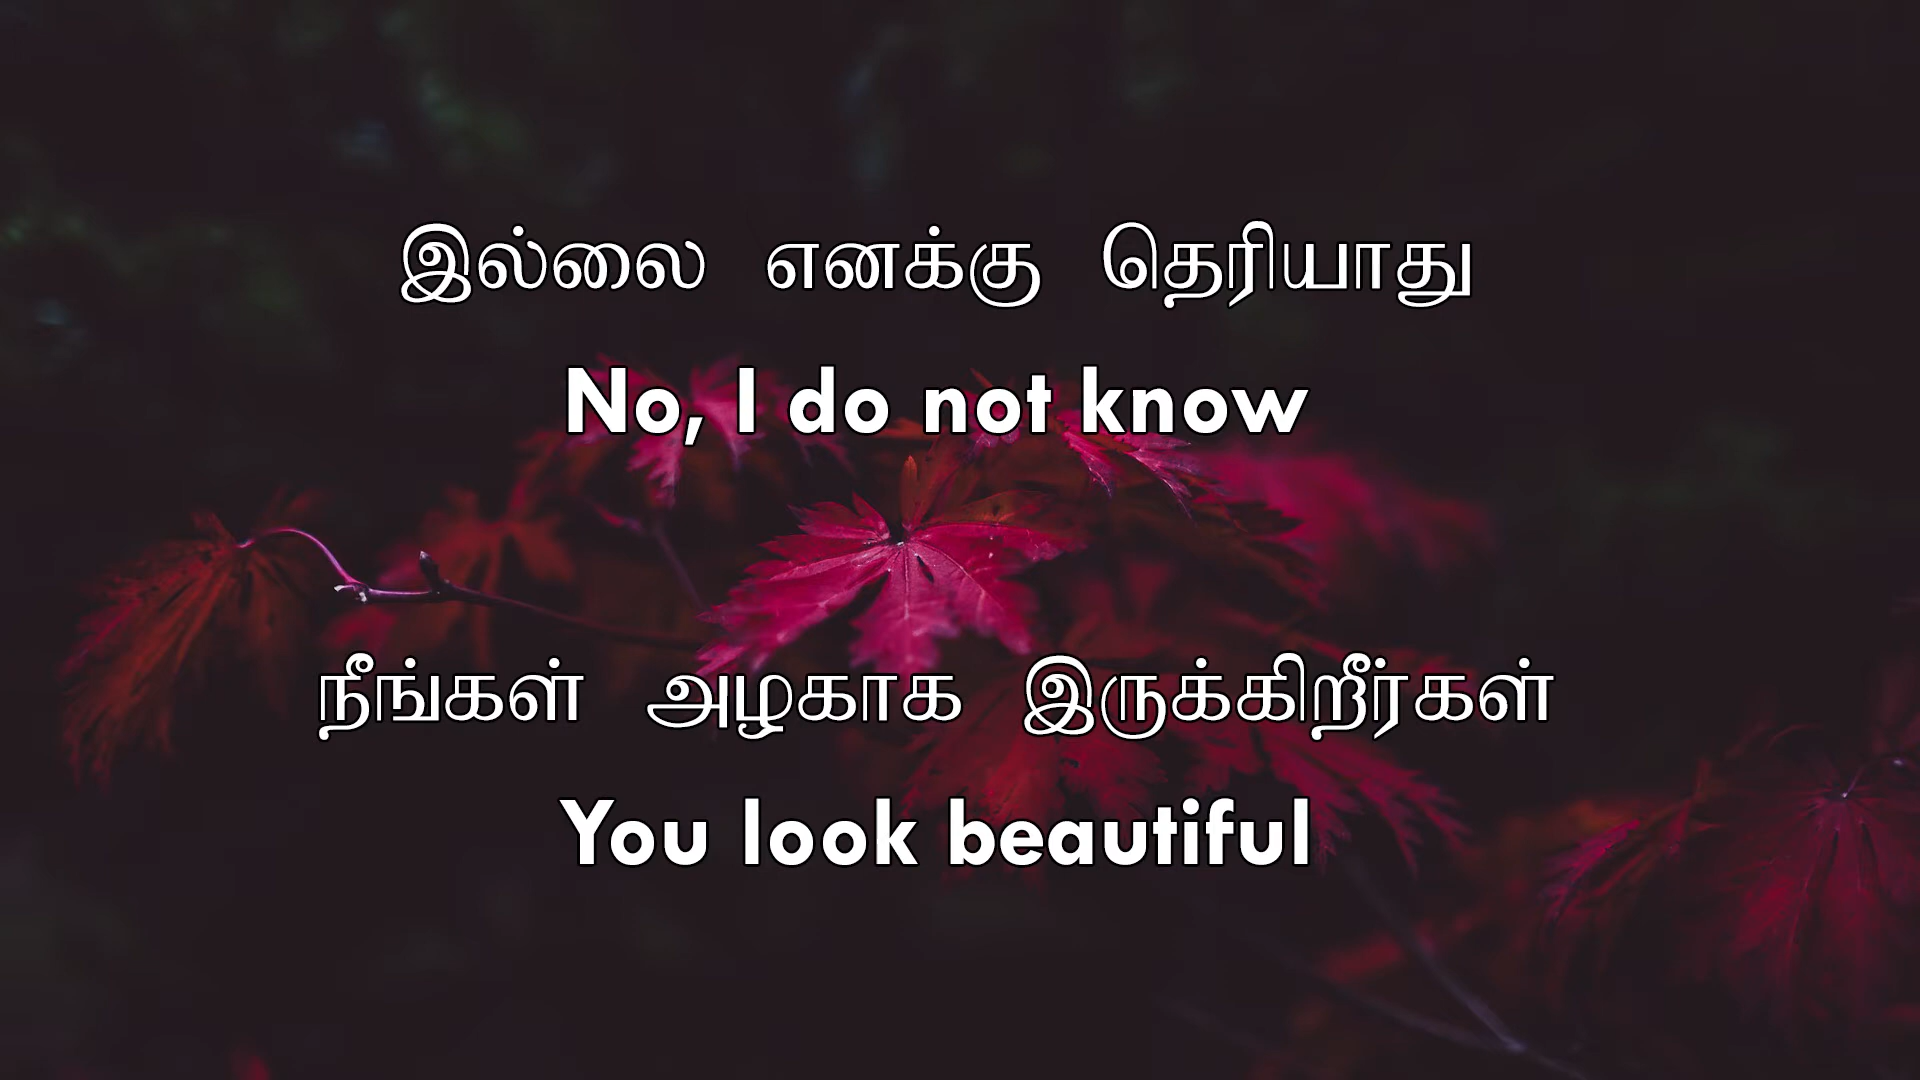 இல்லை எனக்கு தெரியாது
No, I do not know
நீங்கள் அழகாக இருக்கிறீர்கள்
You look beautiful